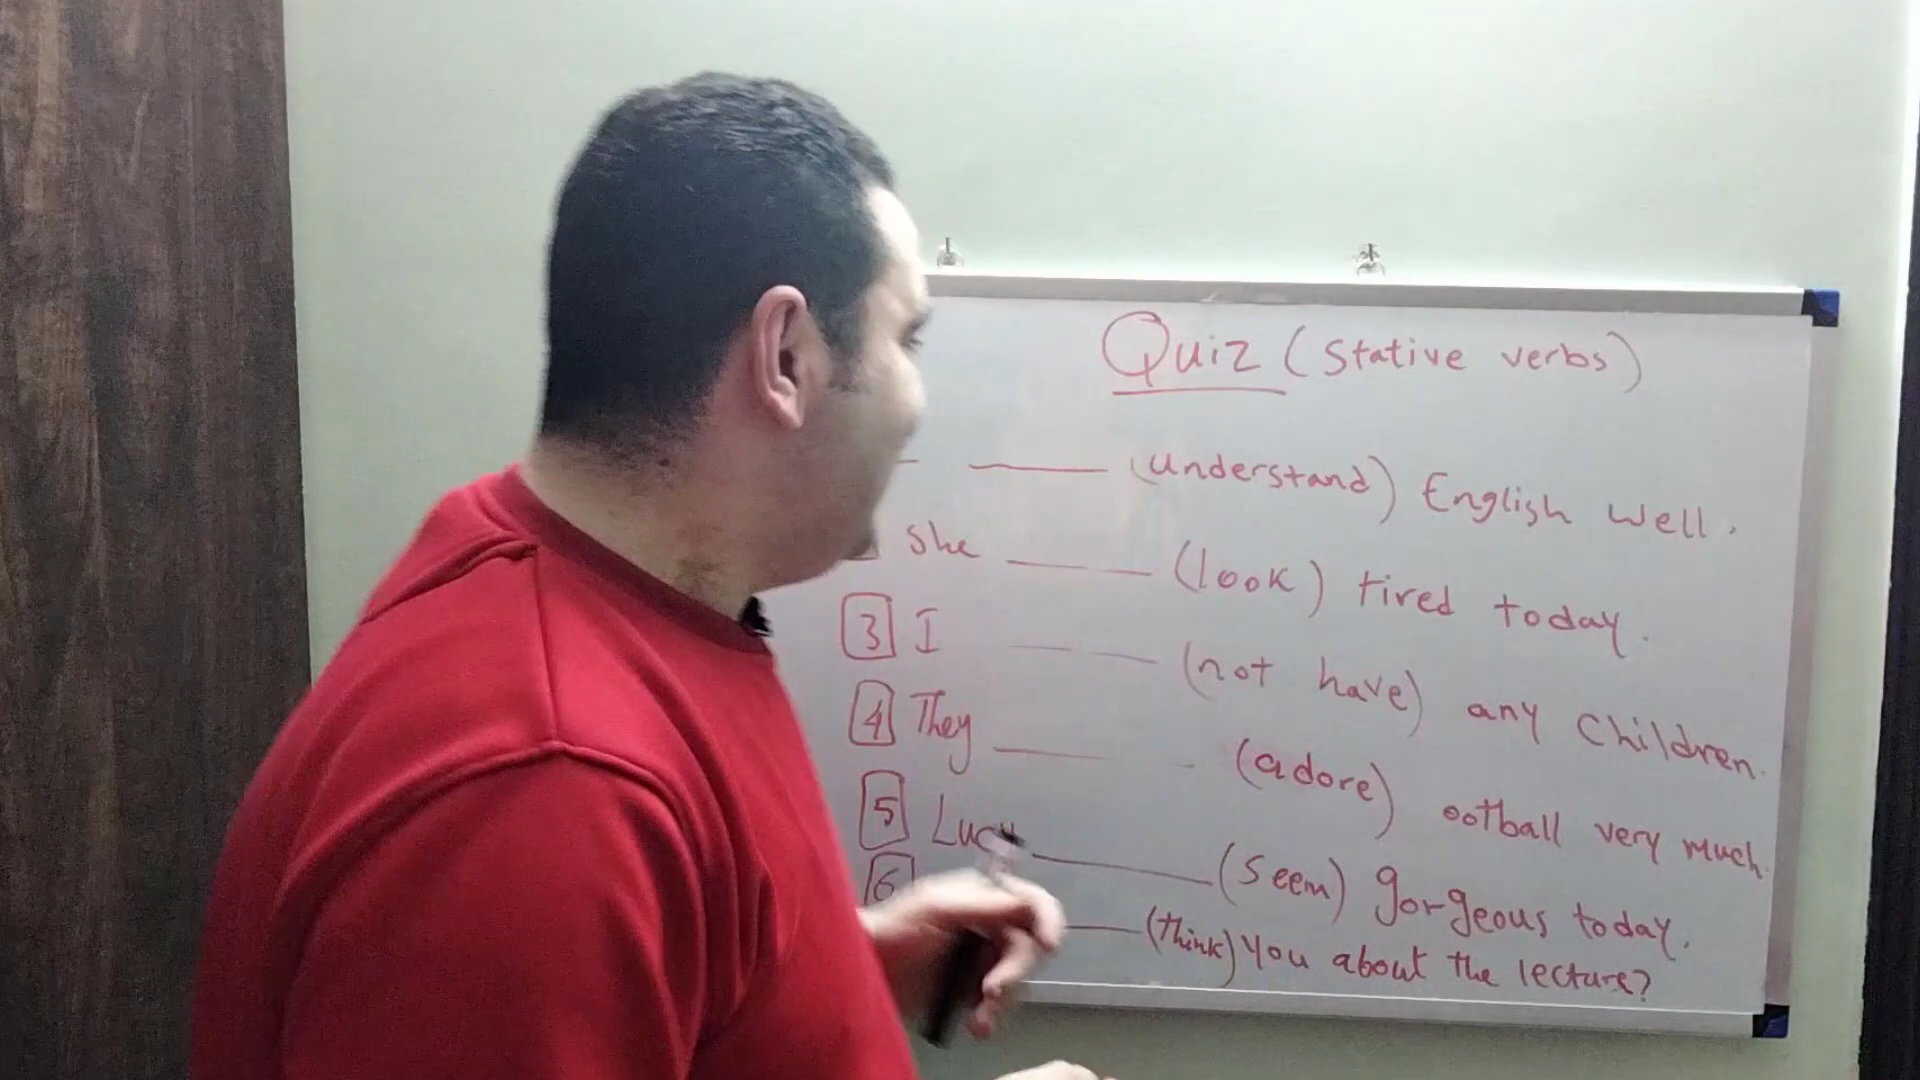 Quiz (Stative verbs)
____ (understand) English well.
She ____ (look) tired today.
3 I ____ (not have) any children.
4 They ____ (adore) ootball very much.
5 Lucy ____ (seem) gorgeous today.
6 ____ (think) you about the lecture?